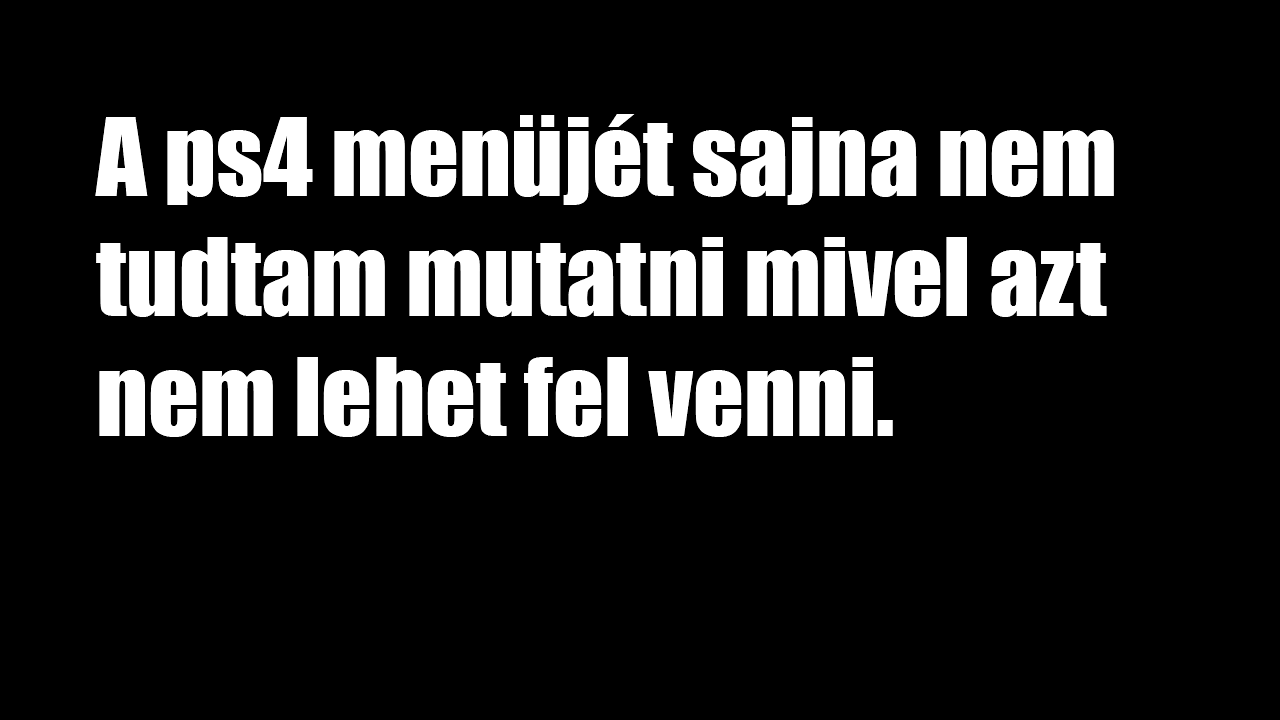 A ps4 menüjét sajna nem
tudtam mutatni mivel azt
nem lehet fel venni.